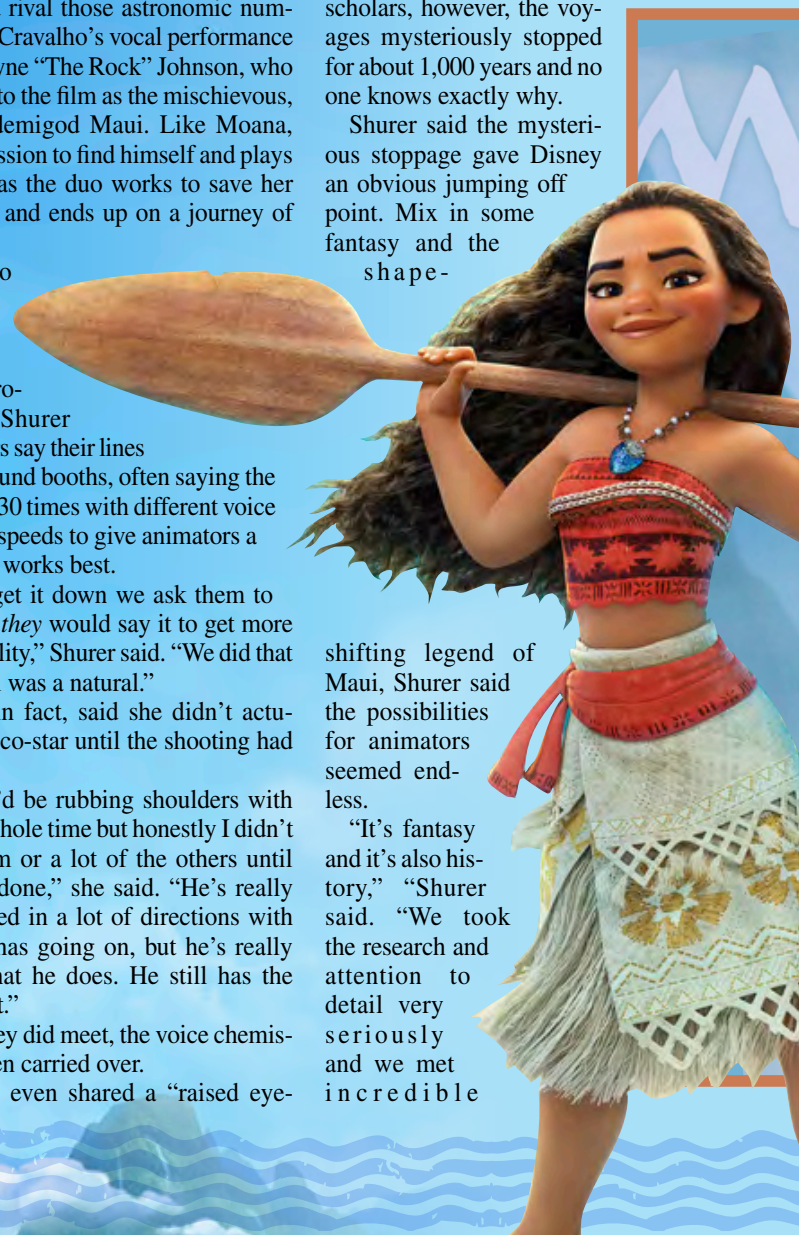 rival those astronomic num-
Cravalho’s vocal performance
yne “The Rock” Johnson, who
to the film as the mischievous,
demigod Maui. Like Moana,
ssion to find himself and plays
as the duo works to save her
and ends up on a journey of
o
ro-
Shurer
s say their lines
und booths, often saying the
30 times with different voice
speeds to give animators a
works best.
get it down we ask them to
they would say it to get more
lity,” Shurer said. “We did that
was a natural.”
in fact, said she didn’t actu-
co-star until the shooting had
’d be rubbing shoulders with
hole time but honestly I didn’t
m or a lot of the others until
done,” she said. “He’s really
ed in a lot of directions with
has going on, but he’s really
hat he does. He still has the
t.”
ey did meet, the voice chemis-
en carried over.
even shared a “raised eye-
scholars, however, the voy-
ages mysteriously stopped
for about 1,000 years and no
one knows exactly why.
Shurer said the mysteri-
ous stoppage gave Disney
an obvious jumping off
point. Mix in some
fantasy and the
shape-
shifting legend of
Maui, Shurer said
the possibilities
for animators
seemed end-
less.
“It’s fantasy
and it’s also his-
tory,” “Shurer
said. “We took
the research and
attention to
detail very
seriously
and we met
incredible